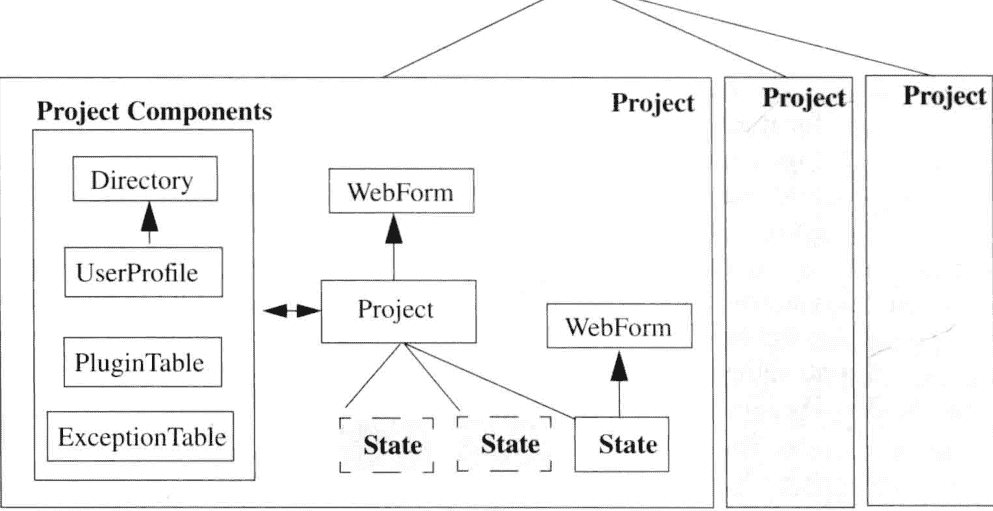 Project Components
Project
Project
Project
Directory
WebForm
UserProfile
Project
WebForm
PluginTable
ExceptionTable
State
State
State